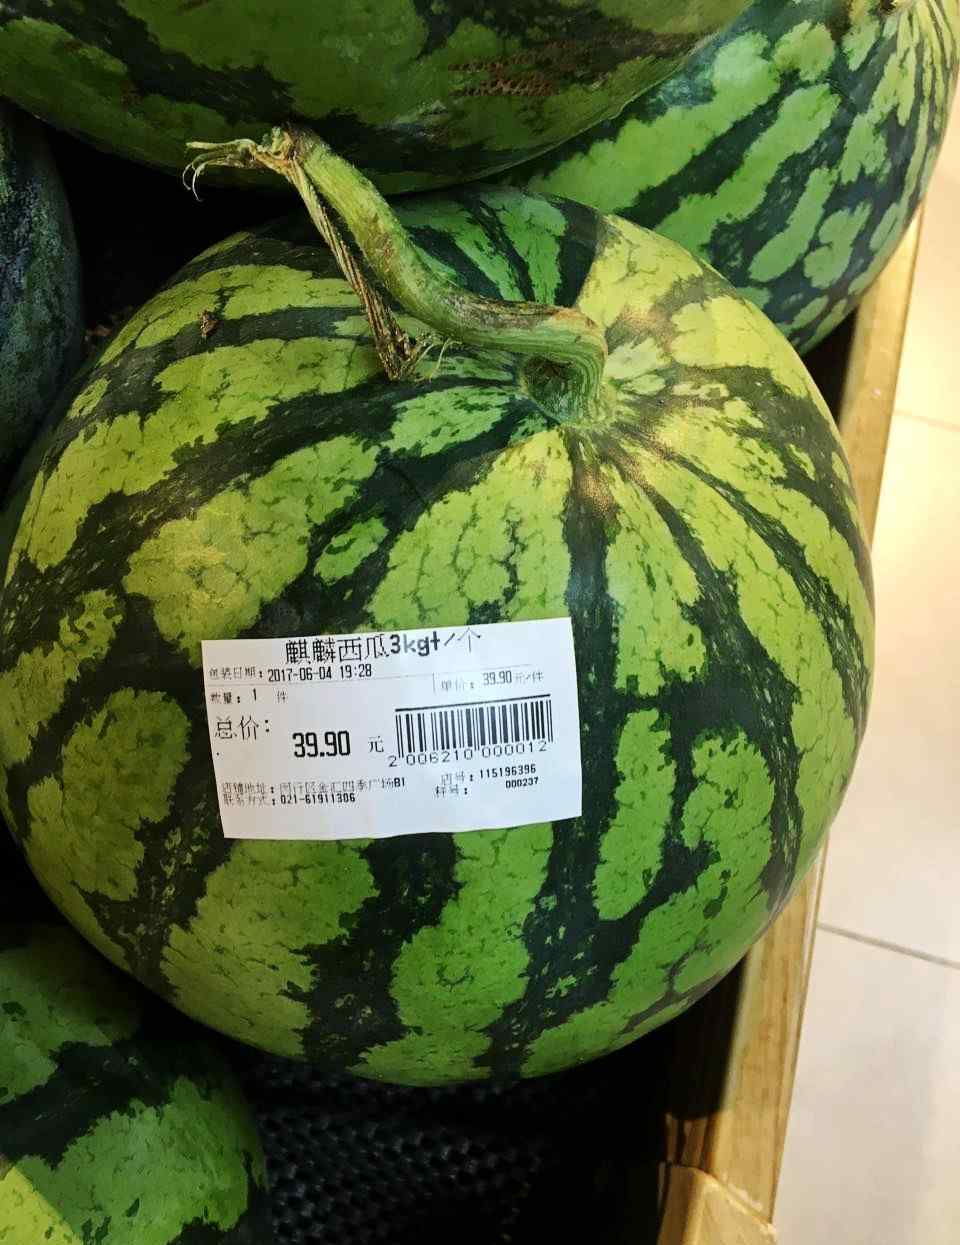 麒麟西瓜3kg+/个
包装日期：2017-06-04 19:28
数量：1 件
单价：39.90元/件
总价：39.90 元
2 006210 000012
店铺地址：闵行区金汇四季广场B1
联系方式：021-61911306
店号：115196396
秤号：000237